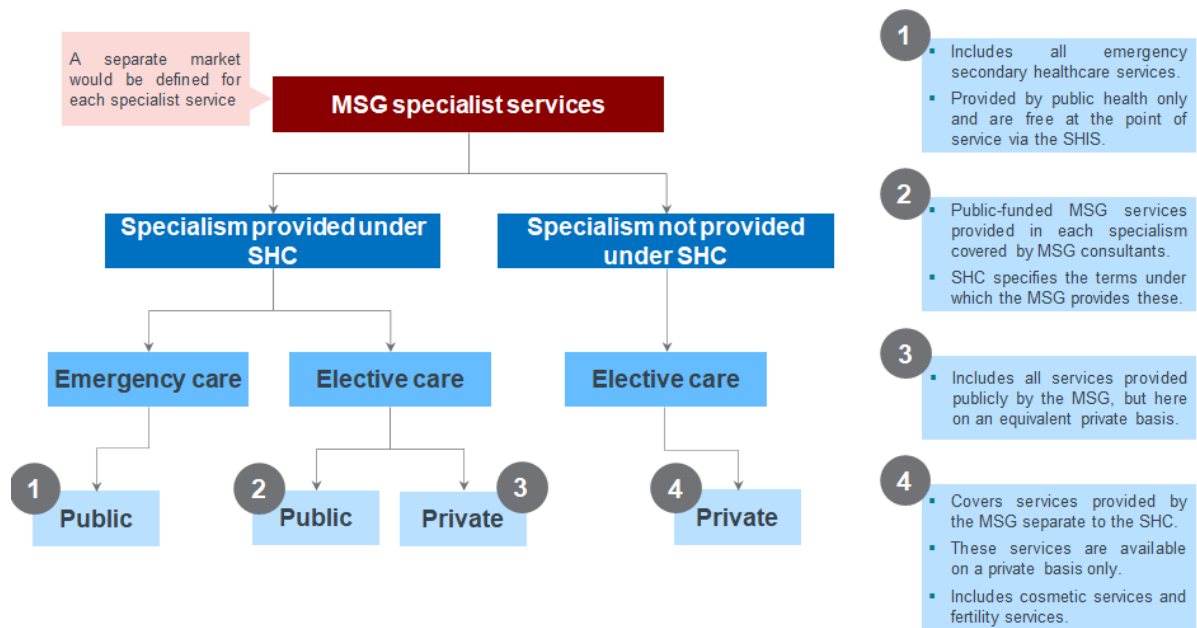 A separate market
would be defined for
each specialist service
MSG specialist services
Specialism provided under
SHC
Specialism not provided
under SHC
Emergency care
Elective care
Elective care
1
Public
2
Public
3
Private
4
Private
1
▪ Includes all emergency
secondary healthcare services.
▪ Provided by public health only
and are free at the point of
service via the SHIS.
2
▪ Public-funded MSG services
provided in each specialism
covered by MSG consultants.
▪ SHC specifies the terms under
which the MSG provides these.
3
▪ Includes all services provided
publicly by the MSG, but here
on an equivalent private basis.
4
▪ Covers services provided by
the MSG separate to the SHC.
▪ These services are available
on a private basis only.
▪ Includes cosmetic services and
fertility services.